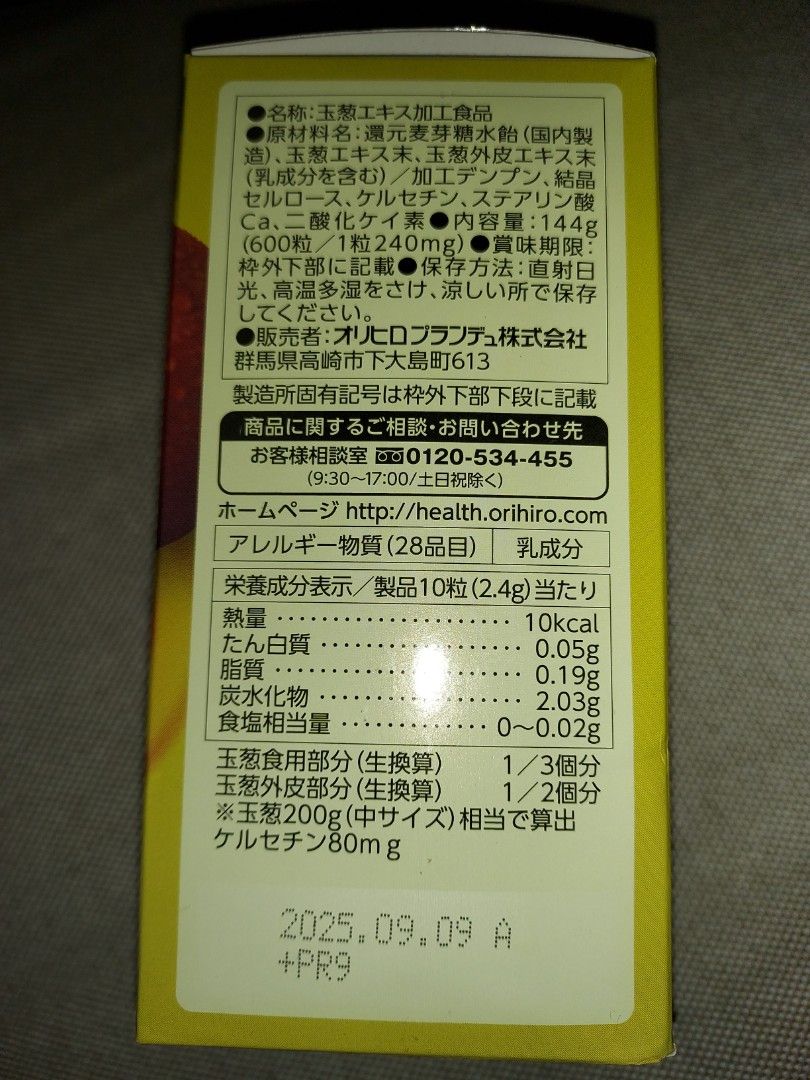 ●名称:玉葱エキス加工食品
●原材料名:還元麦芽糖水飴(国内製
造)、玉葱エキス末、玉葱外皮エキス末
(乳成分を含む)／加工デンプン、結晶
セルロース、ケルセチン、ステアリン酸
Ca、二酸化ケイ素●内容量:144g
(600粒／1粒240mg)●賞味期限:
枠外下部に記載●保存方法:直射日
光、高温多湿をさけ、涼しい所で保存
してください。
●販売者:オリヒロプランデュ株式会社
群馬県高崎市下大島町613
製造所固有記号は枠外下部下段に記載
商品に関するご相談・お問い合わせ先
お客様相談室 0120-534-455
(9:30〜17:00/土日祝除く)
ホームページ http://health.orihiro.com
アレルギー物質(28品目) 乳成分
栄養成分表示／製品10粒(2.4g)当たり
熱量 ‥‥‥‥‥‥‥‥‥‥ 10kcal
たん白質 ‥‥‥‥‥‥‥‥‥ 0.05g
脂質 ‥‥‥‥‥‥‥‥‥‥‥ 0.19g
炭水化物 ‥‥‥‥‥‥‥‥‥ 2.03g
食塩相当量 ‥‥‥‥‥‥‥ 0〜0.02g
玉葱食用部分(生換算) 1／3個分
玉葱外皮部分(生換算) 1／2個分
※玉葱200g(中サイズ)相当で算出
ケルセチン80mg
2025.09.09 A
+PR9